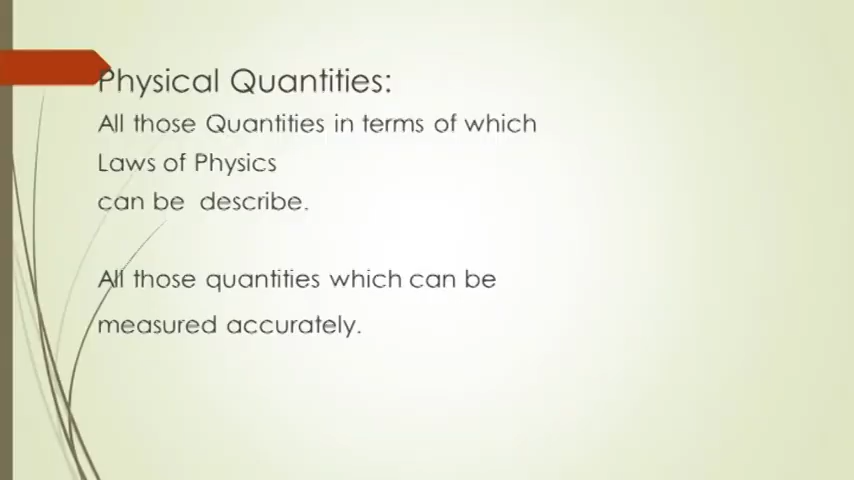 Physical Quantities:
All those Quantities in terms of which
Laws of Physics
can be  describe.
All those quantities which can be
measured accurately.